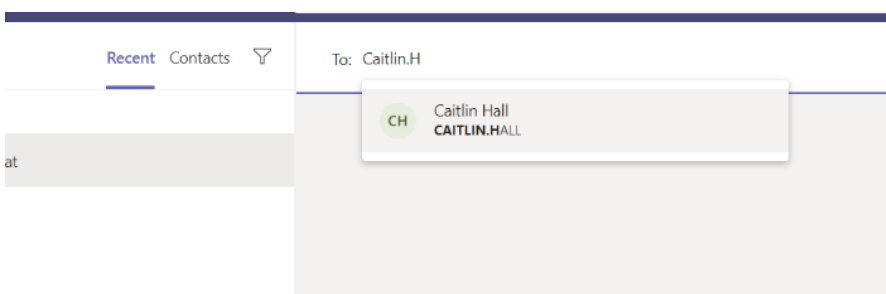 Recent Contacts
To: Caitlin.H
Caitlin Hall
CH
CAITLIN.HALL
at